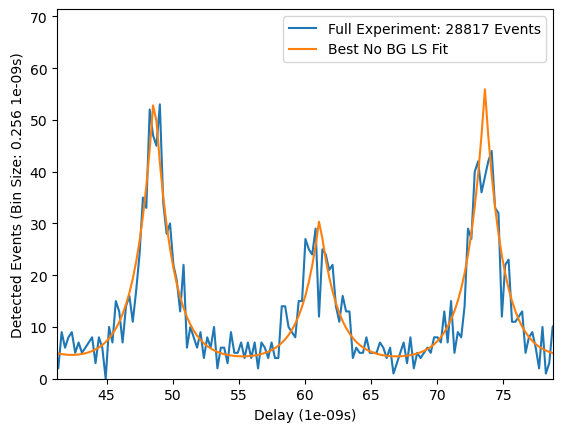 Full Experiment: 28817 Events
Best No BG LS Fit
70
60
50
40
30
20
10
0
Detected Events (Bin Size: 0.256 1e-09s)
45 50 55 60 65 70 75
Delay (1e-09s)